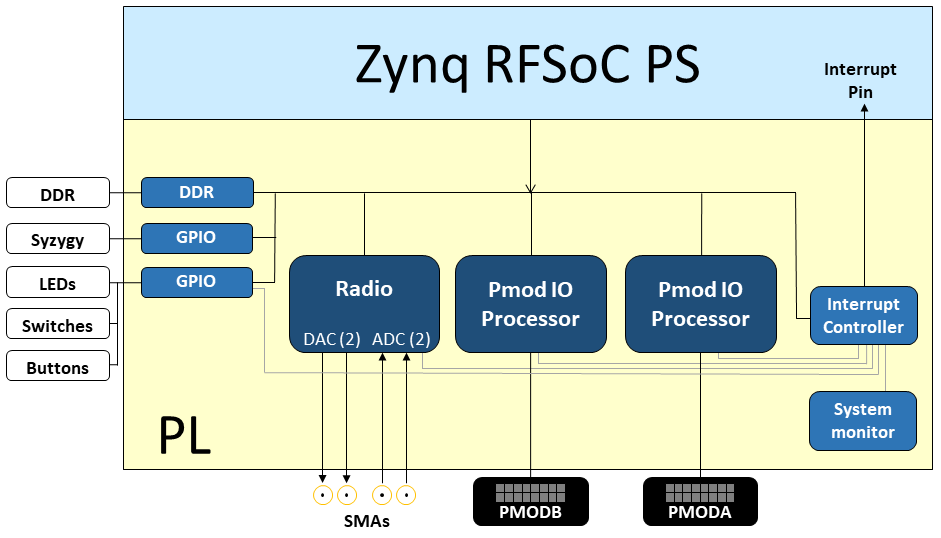 Zynq RFSoC PS
Interrupt
Pin
DDR
DDR
Syzygy
GPIO
LEDs
GPIO
Switches
Buttons
Radio
DAC (2)
ADC (2)
Pmod IO
Processor
Pmod IO
Processor
Interrupt
Controller
System
monitor
PL
SMAs
PMODB
PMODA